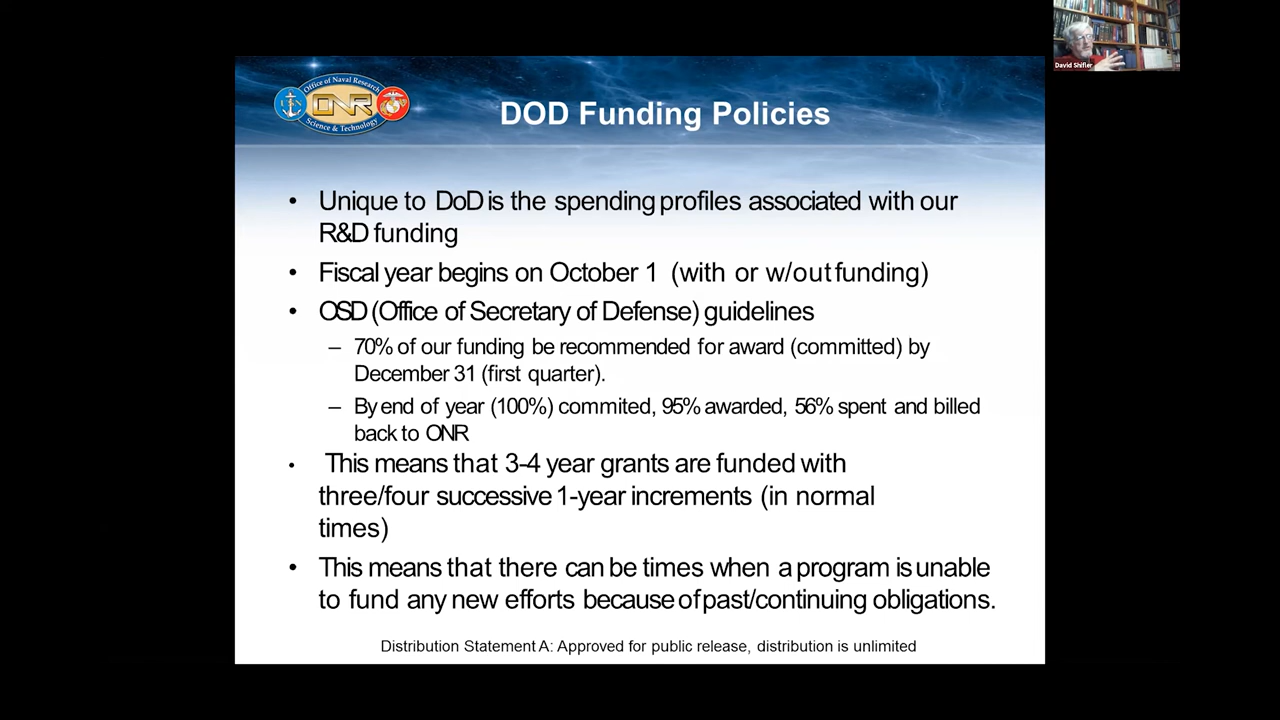 David Shifler
Office of Naval Research
ONR
Science & Technology
DOD Funding Policies
• Unique to DoD is the spending profiles associated with our
R&D funding
• Fiscal year begins on October 1 (with or w/out funding)
• OSD (Office of Secretary of Defense) guidelines
– 70% of our funding be recommended for award (committed) by
December 31 (first quarter).
– By end of year (100%) commited, 95% awarded, 56% spent and billed
back to ONR
• This means that 3-4 year grants are funded with
three/four successive 1-year increments (in normal
times)
• This means that there can be times when a program is unable
to fund any new efforts because of past/continuing obligations.
Distribution Statement A: Approved for public release, distribution is unlimited